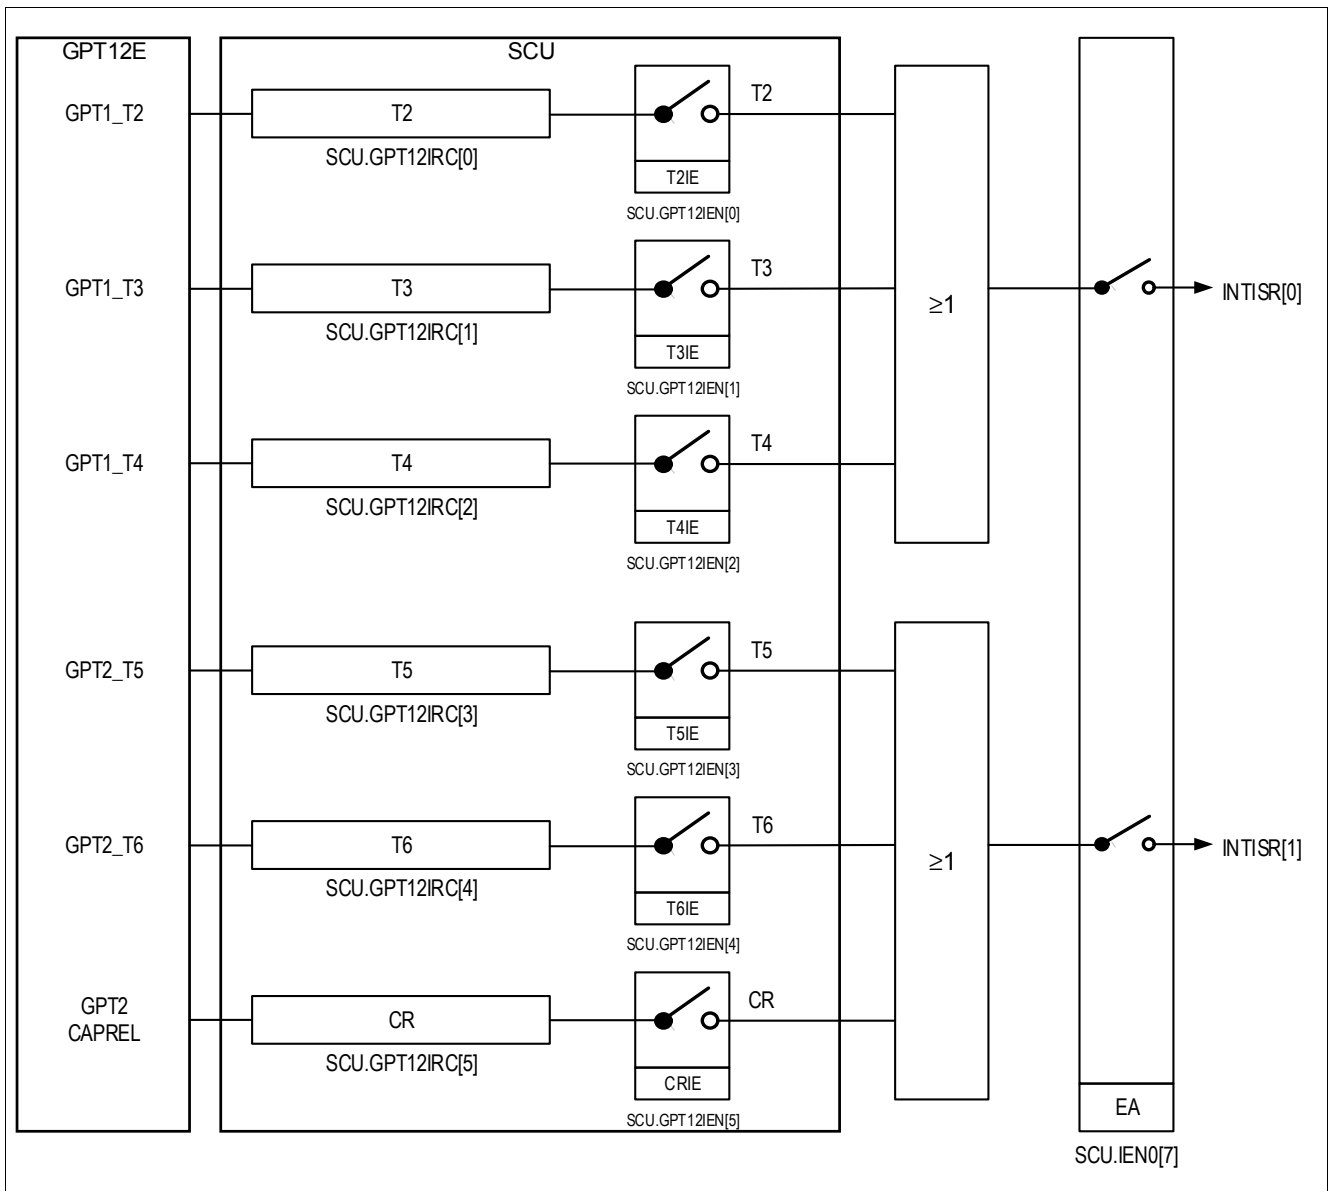 GPT12E
SCU
GPT1_T2
T2
T2
SCU.GPT12IRC[0]
T2IE
SCU.GPT12IEN[0]
GPT1_T3
T3
T3
SCU.GPT12IRC[1]
T3IE
SCU.GPT12IEN[1]
≥1
INTISR[0]
GPT1_T4
T4
T4
SCU.GPT12IRC[2]
T4IE
SCU.GPT12IEN[2]
GPT2_T5
T5
T5
SCU.GPT12IRC[3]
T5IE
SCU.GPT12IEN[3]
GPT2_T6
T6
T6
SCU.GPT12IRC[4]
T6IE
SCU.GPT12IEN[4]
≥1
INTISR[1]
GPT2
CAPREL
CR
CR
SCU.GPT12IRC[5]
CRIE
SCU.GPT12IEN[5]
EA
SCU.IEN0[7]